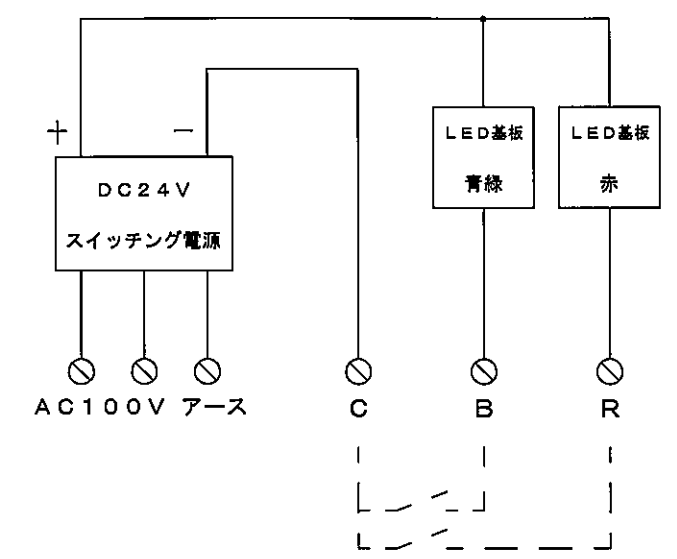 + −
LED基板 LED基板
DC24V
青緑 赤
スイッチング電源
AC100V アース C B R